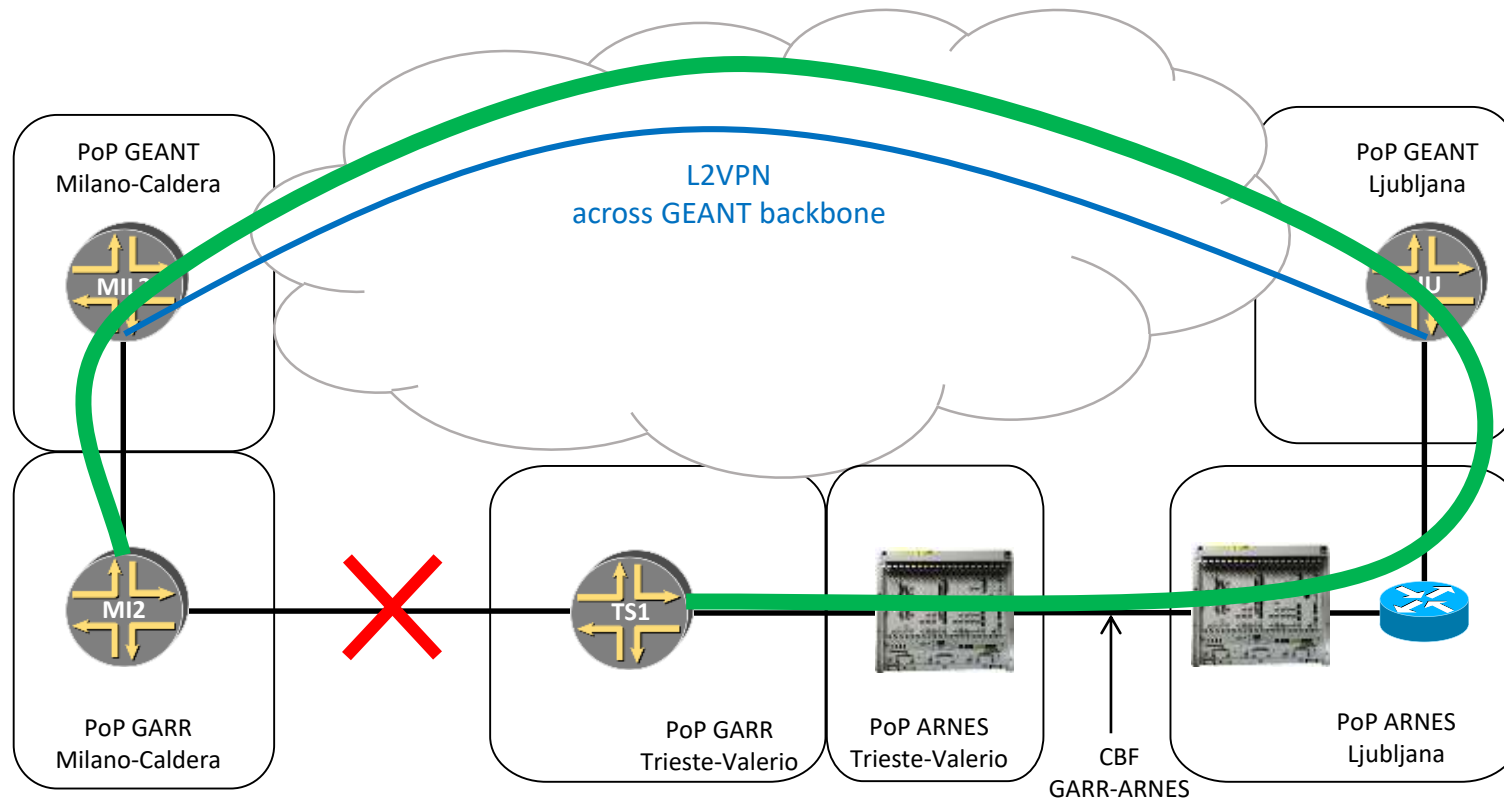 PoP GEANT
Milano-Caldera
PoP GEANT
Ljubljana
L2VPN
across GEANT backbone
MI2
TS1
PoP GARR
Milano-Caldera
PoP GARR
Trieste-Valerio
PoP ARNES
Trieste-Valerio
CBF
GARR-ARNES
PoP ARNES
Ljubljana